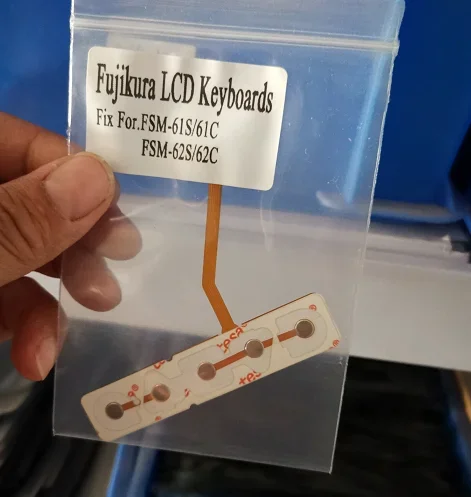 Fujikura LCD Keyboards
Fix For.FSM-61S/61C
FSM-62S/62C